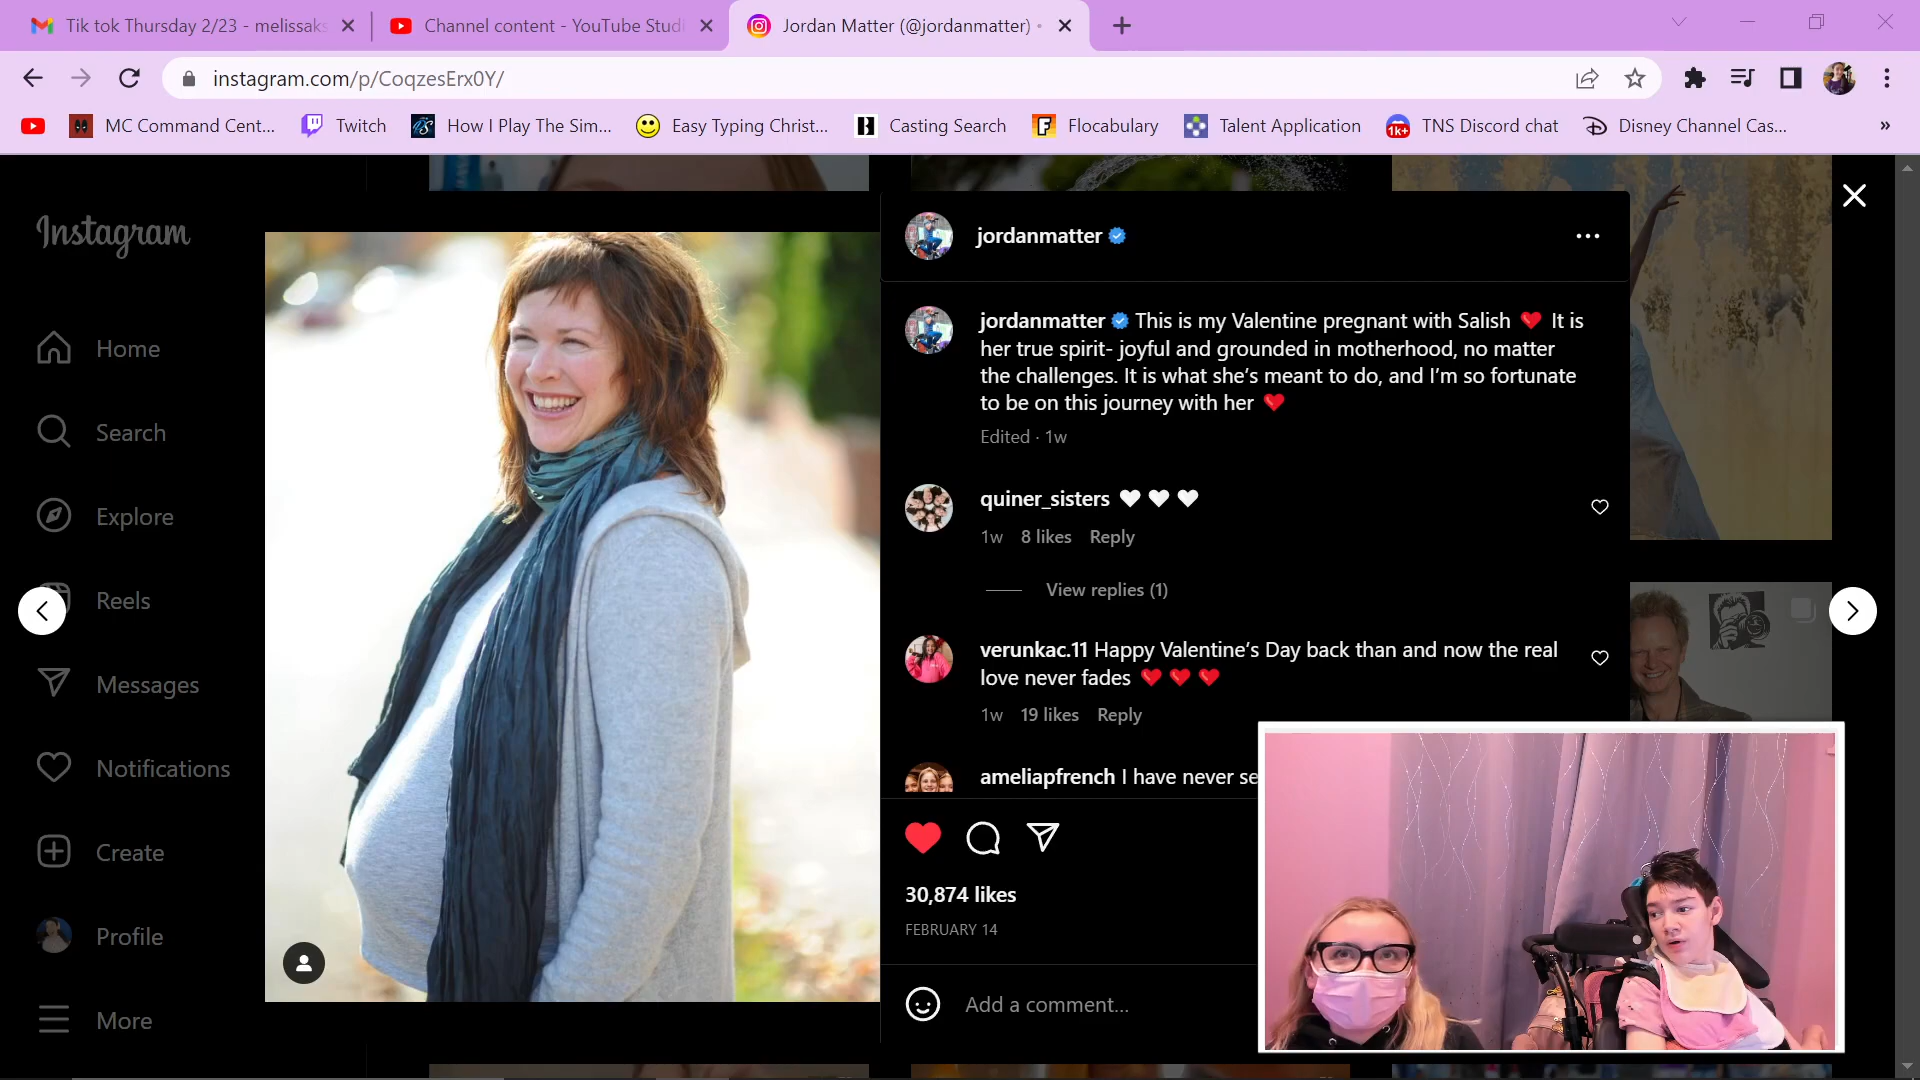 Tik tok Thursday 2/23 - melissaks
Channel content - YouTube Studi
Jordan Matter (@jordanmatter) •
instagram.com/p/CoqzesErx0Y/
MC Command Cent...
Twitch
How I Play The Sim...
Easy Typing Christ...
Casting Search
Flocabulary
Talent Application
1k+
TNS Discord chat
Disney Channel Cas...
»
Instagram
Home
Search
Explore
Reels
Messages
Notifications
Create
Profile
More
jordanmatter
jordanmatter This is my Valentine pregnant with Salish ❤️ It is
her true spirit- joyful and grounded in motherhood, no matter
the challenges. It is what she’s meant to do, and I’m so fortunate
to be on this journey with her ❤️
Edited · 1w
quiner_sisters 🤍 🤍 🤍
1w 8 likes Reply
View replies (1)
verunkac.11 Happy Valentine’s Day back than and now the real
love never fades ❤️ ❤️ ❤️
1w 19 likes Reply
ameliapfrench I have never se
30,874 likes
FEBRUARY 14
Add a comment...